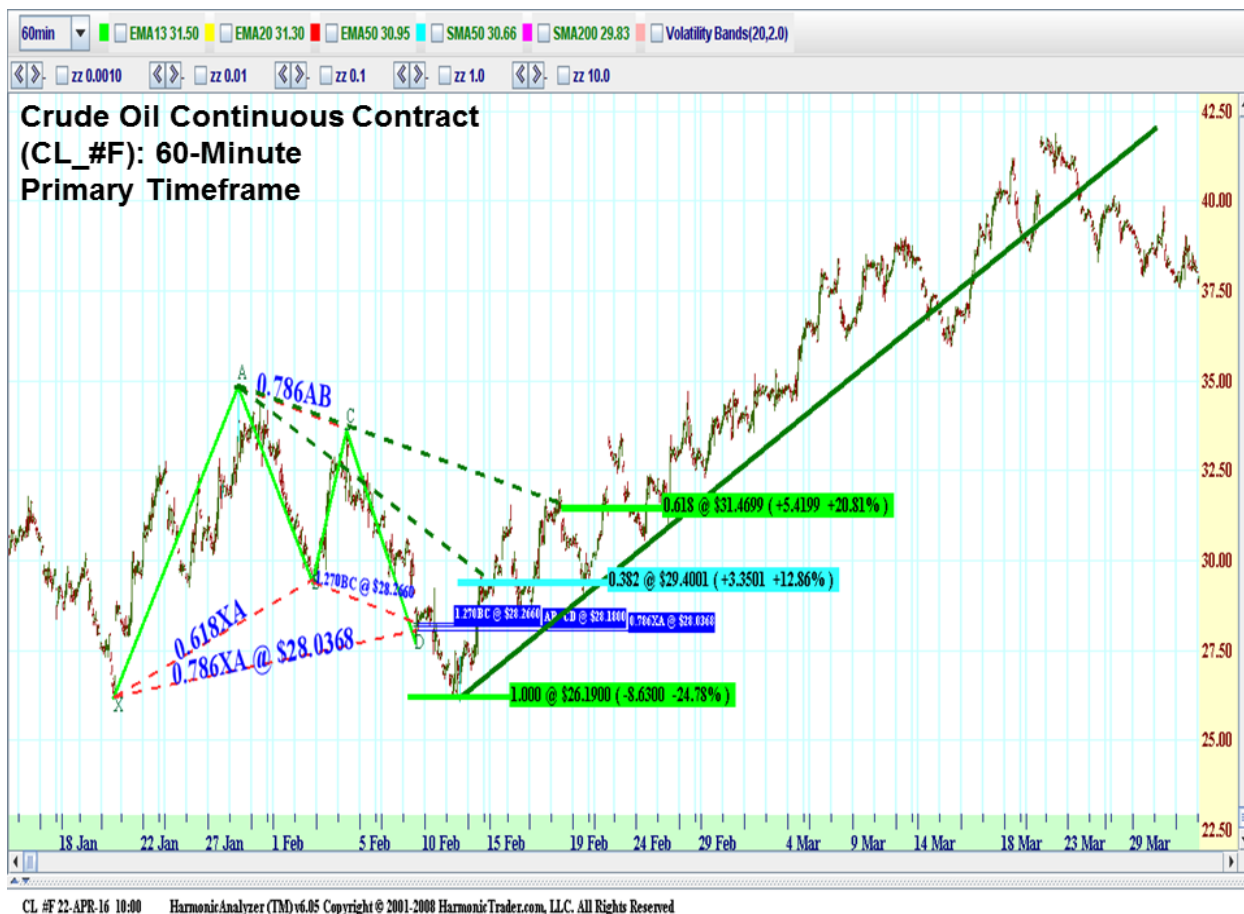 60min EMA13 31.50 EMA20 31.30 EMA50 30.95 SMA50 30.66 SMA200 29.83 Volatility Bands(20,2.0)
zz 0.0010 zz 0.01 zz 0.1 zz 1.0 zz 10.0
Crude Oil Continuous Contract
(CL_#F): 60-Minute
Primary Timeframe
42.50
40.00
37.50
35.00
32.50
30.00
27.50
25.00
22.50
A
0.786AB
C
0.618 @ $31.4699 ( +5.4199 +20.81% )
0.382 @ $29.4001 ( +3.3501 +12.86% )
1.270BC @ $28.2660
1.270BC @ $28.2660 AB=CD @ $28.1800 0.786XA @ $28.0368
0.618XA
0.786XA @ $28.0368
D
X
1.000 @ $26.1900 ( -8.6300 -24.78% )
18 Jan 22 Jan 27 Jan 1 Feb 5 Feb 10 Feb 15 Feb 19 Feb 24 Feb 29 Feb 4 Mar 9 Mar 14 Mar 18 Mar 23 Mar 29 Mar
CL_#F 22-APR-16 10:00 HarmonicAnalyzer (TM) v6.05 Copyright © 2001-2008 HarmonicTrader.com, LLC. All Rights Reserved